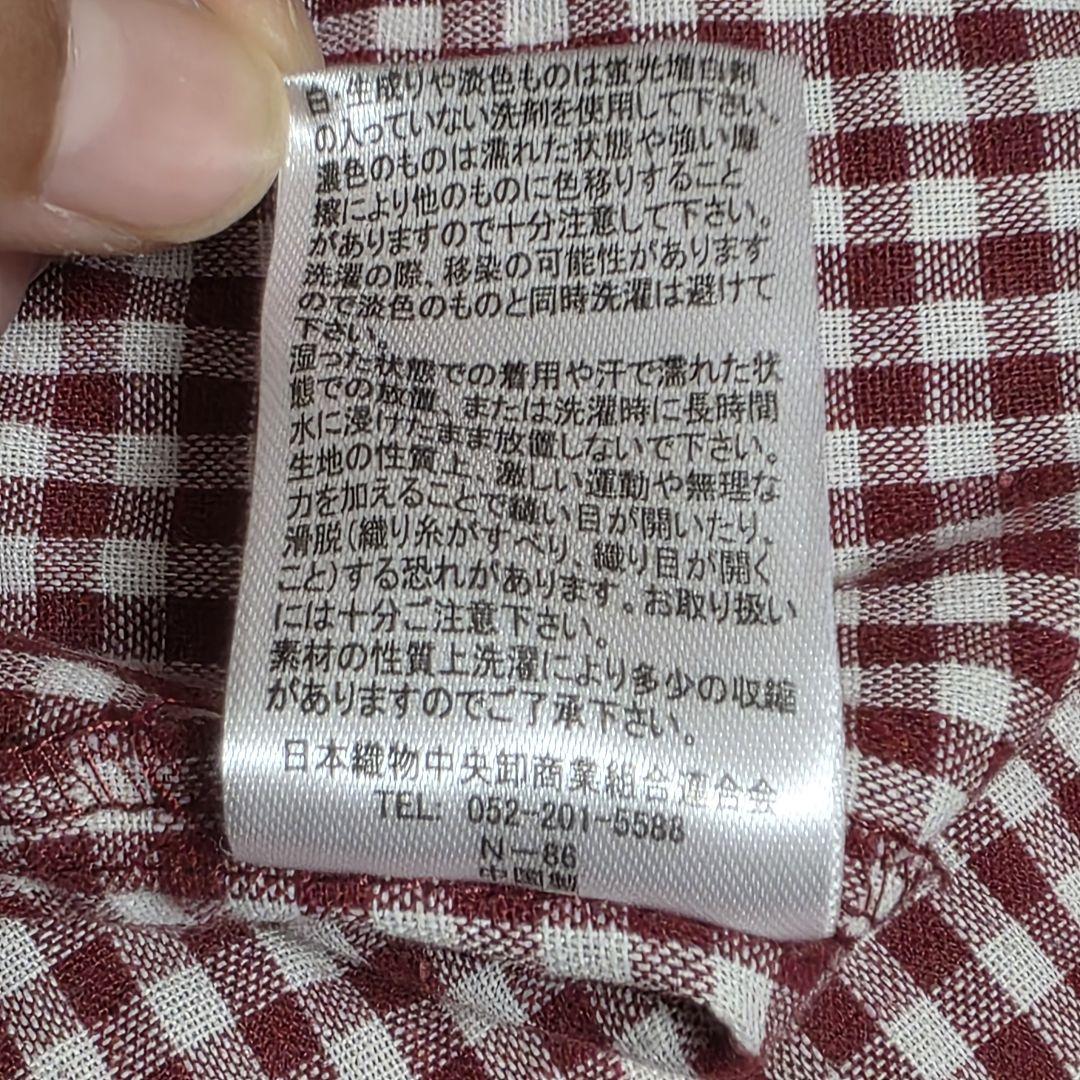 白・生成りや淡色ものは蛍光増白剤
の入っていない洗剤を使用して下さい、
濃色のものは濡れた状態や強い摩
擦により他のものに色移りすること
がありますので十分注意して下さい。
洗濯の際、移染の可能性があります
ので淡色のものと同時洗濯は避けて
下さい。
湿った状態での着用や汗で濡れた状
態での放置、または洗濯時に長時間
水に浸けたまま放置しないで下さい。
生地の性質上、激しい運動や無理な
力を加えることで縫い目が開いたり、
滑脱(織り糸がすべり、織り目が開く
こと)する恐れがあります。お取り扱い
には十分ご注意下さい。
素材の性質上洗濯により多少の収縮
がありますのでご了承下さい。
日本織物中央卸商業組合連合会
TEL: 052-201-5588
N-86
中国製